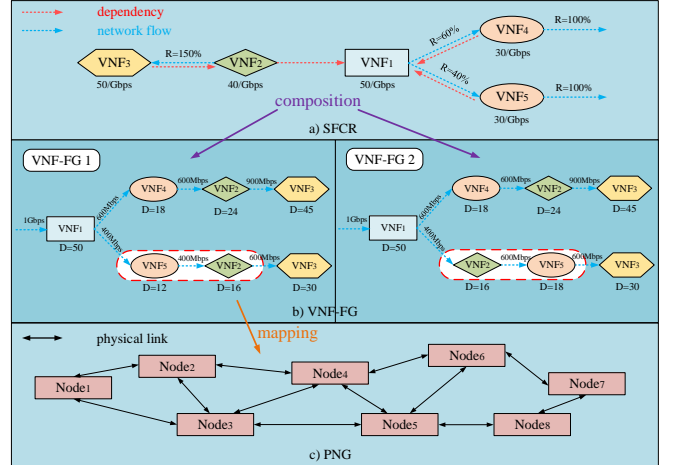 dependency
network flow
R=150%
R=60%
R=100%
VNF3
VNF2
VNF1
VNF4
50/Gbps
40/Gbps
50/Gbps
30/Gbps
R=40%
R=100%
VNF5
30/Gbps
composition
a) SFCR
VNF-FG 1
VNF4
600Mbps
VNF2
900Mbps
VNF3
D=18
D=24
D=45
1Gbps
VNF1
D=50
600Mbps
400Mbps
VNF5
400Mbps
VNF2
600Mbps
VNF3
D=12
D=16
D=30
VNF-FG 2
VNF4
600Mbps
VNF2
900Mbps
VNF3
D=18
D=24
D=45
1Gbps
VNF1
D=50
600Mbps
400Mbps
VNF2
600Mbps
VNF5
600Mbps
VNF3
D=16
D=18
D=30
b) VNF-FG
mapping
physical link
Node1
Node2
Node3
Node4
Node5
Node6
Node7
Node8
c) PNG